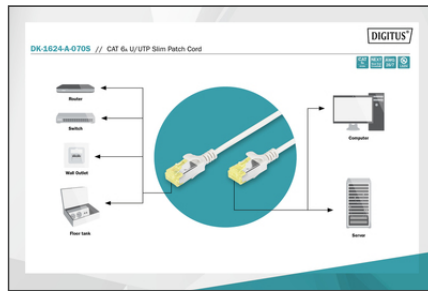 DIGITUS®
DK-1624-A-070S // CAT 6A U/UTP Slim Patch Cord
Router
Switch
Wall Outlet
Floor tank
Computer
Server